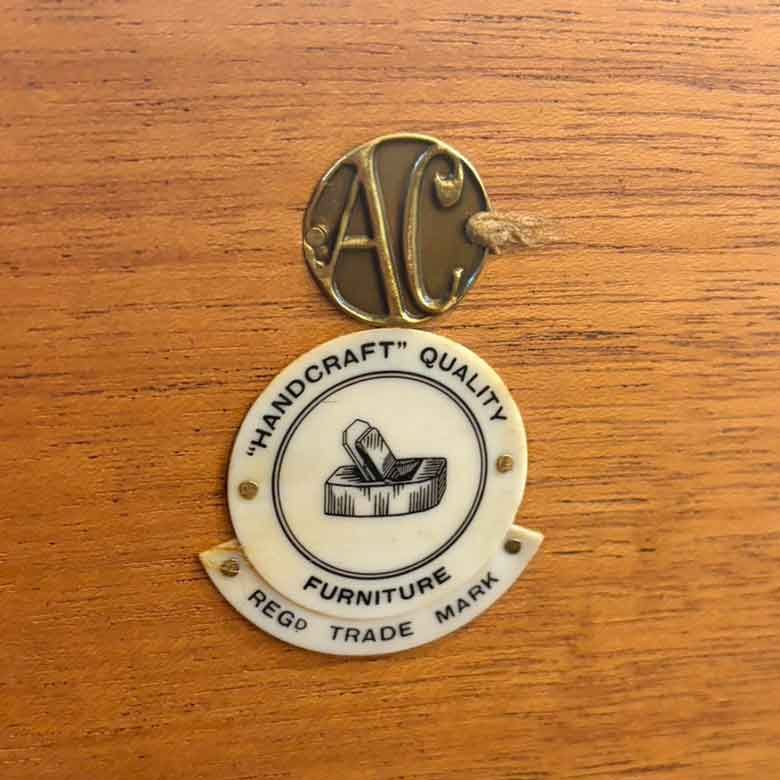 AC
"HANDCRAFT" QUALITY
FURNITURE
REGD TRADE MARK